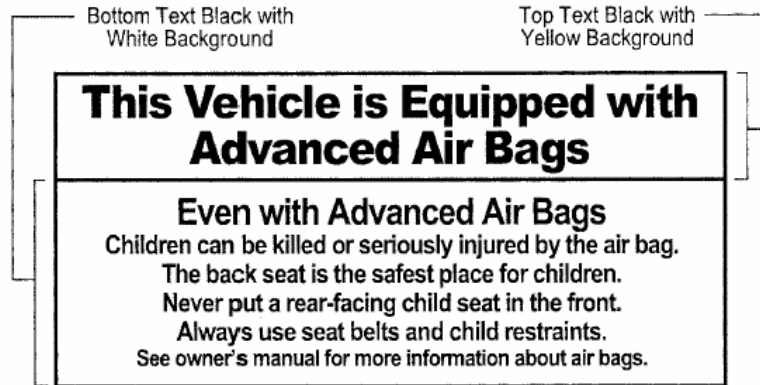 Bottom Text Black with
White Background
Top Text Black with
Yellow Background
This Vehicle is Equipped with
Advanced Air Bags
Even with Advanced Air Bags
Children can be killed or seriously injured by the air bag.
The back seat is the safest place for children.
Never put a rear-facing child seat in the front.
Always use seat belts and child restraints.
See owner's manual for more information about air bags.